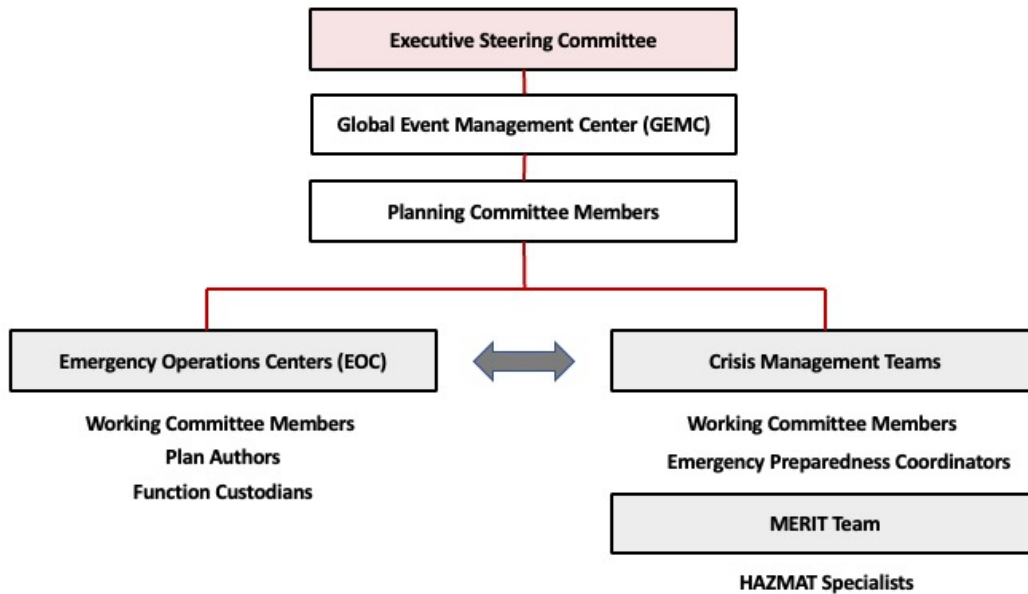 Executive Steering Committee
Global Event Management Center (GEMC)
Planning Committee Members
Emergency Operations Centers (EOC)
Working Committee Members
Plan Authors
Function Custodians
Crisis Management Teams
Working Committee Members
Emergency Preparedness Coordinators
MERIT Team
HAZMAT Specialists